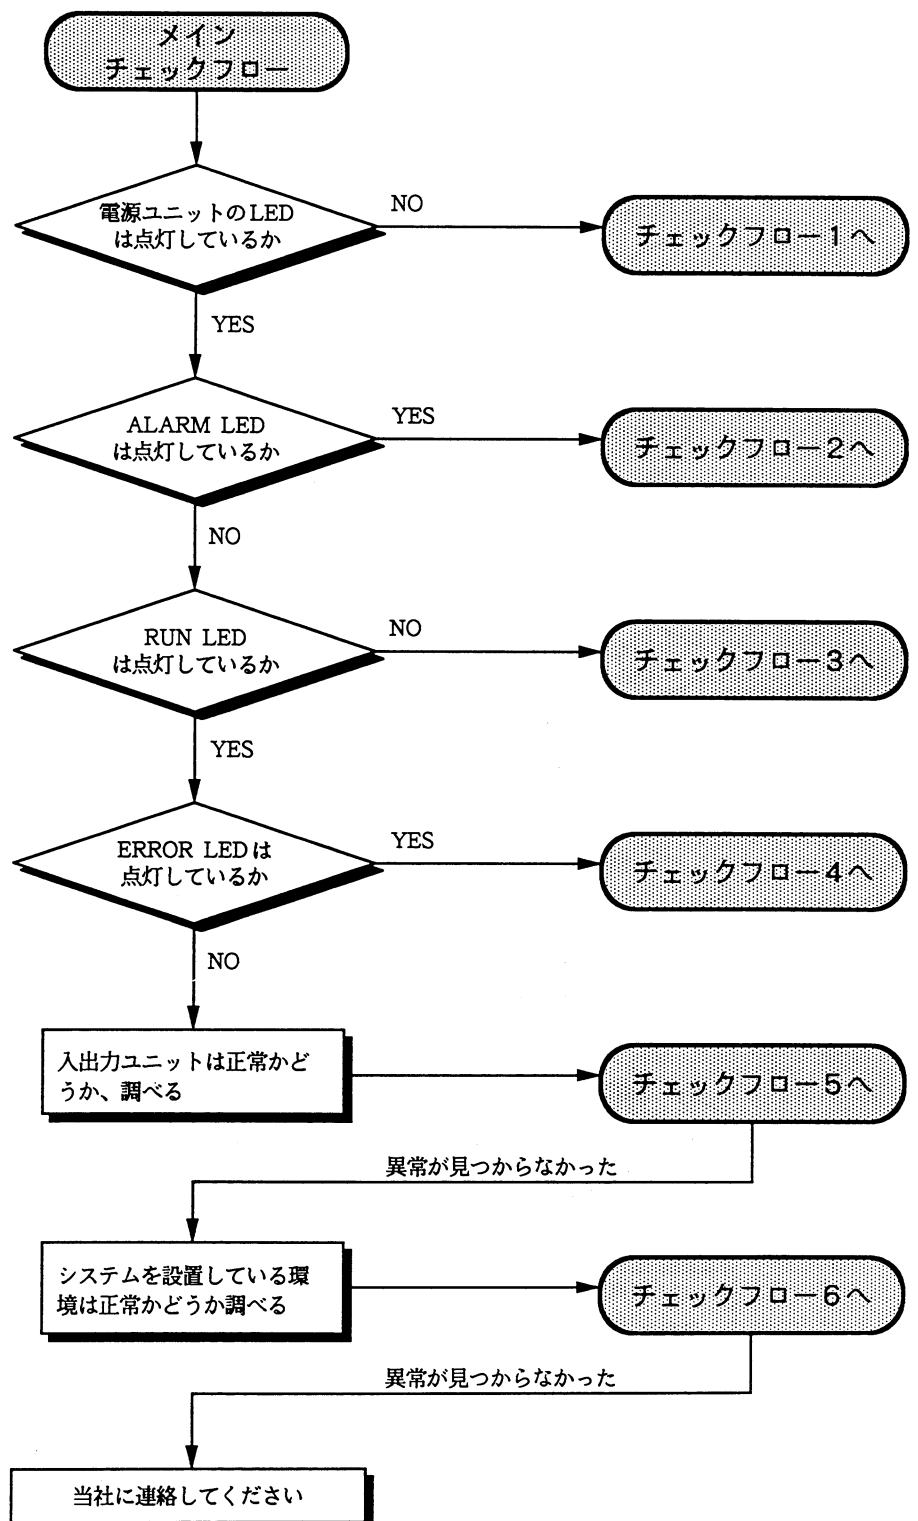 メイン
チェックフロー
電源ユニットのLED
は点灯しているか
NO
チェックフロー1へ
YES
ALARM LED
は点灯しているか
YES
チェックフロー2へ
NO
RUN LED
は点灯しているか
NO
チェックフロー3へ
YES
ERROR LEDは
点灯しているか
YES
チェックフロー4へ
NO
入出力ユニットは正常かど
うか、調べる
チェックフロー5へ
異常が見つからなかった
システムを設置している環
境は正常かどうか調べる
チェックフロー6へ
異常が見つからなかった
当社に連絡してください